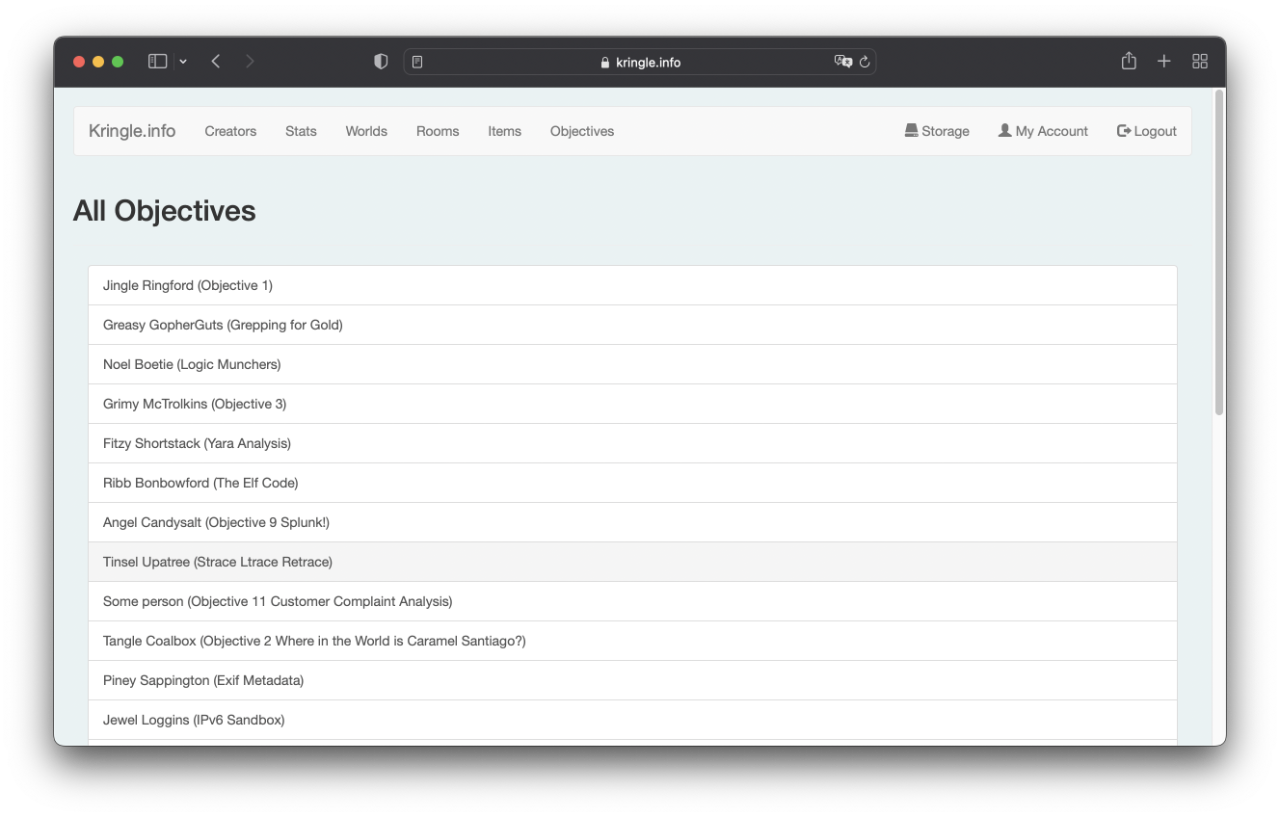 kringle.info
Kringle.info Creators Stats Worlds Rooms Items Objectives Storage My Account Logout
All Objectives
Jingle Ringford (Objective 1)
Greasy GopherGuts (Grepping for Gold)
Noel Boetie (Logic Munchers)
Grimy McTrolkins (Objective 3)
Fitzy Shortstack (Yara Analysis)
Ribb Bonbowford (The Elf Code)
Angel Candysalt (Objective 9 Splunk!)
Tinsel Upatree (Strace Ltrace Retrace)
Some person (Objective 11 Customer Complaint Analysis)
Tangle Coalbox (Objective 2 Where in the World is Caramel Santiago?)
Piney Sappington (Exif Metadata)
Jewel Loggins (IPv6 Sandbox)